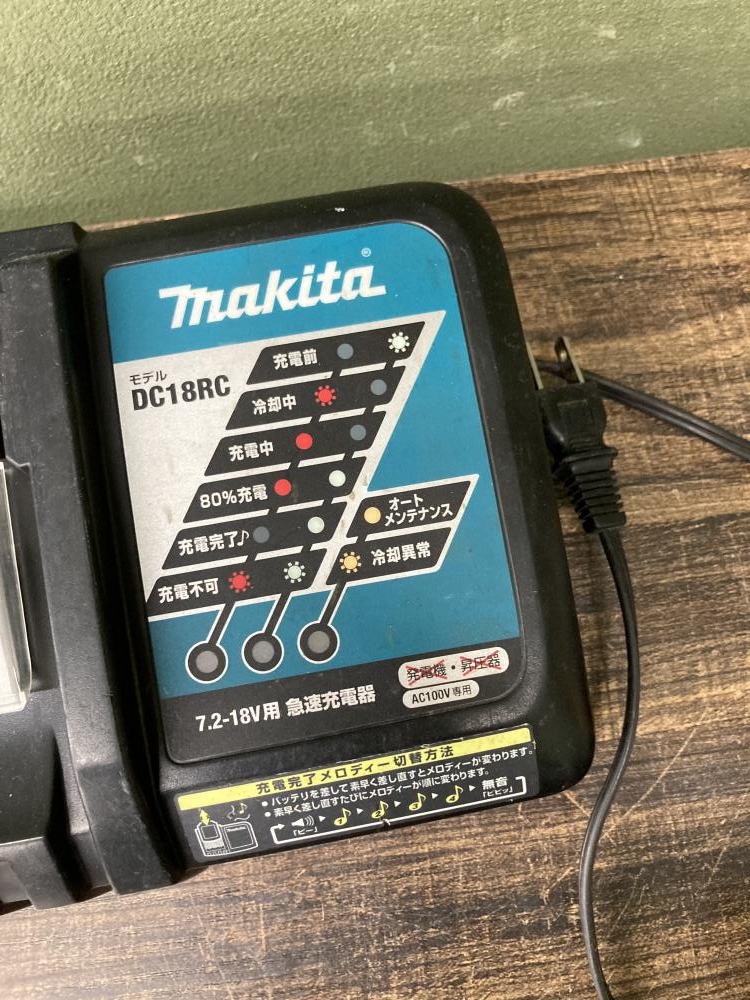 makita®
モデル
DC18RC
充電前
冷却中
充電中
80%充電
充電完了♪
充電不可
オート
メンテナンス
冷却異常
7.2-18V用 急速充電器
発電機・昇圧器
AC100V専用
充電完了メロディー切替方法
●バッテリを差して素早く差し直すとメロディーが変わります。
●素早く差し直すたびにメロディーが順に変わります。
makita
「ピー」
無音
「ピピッ」